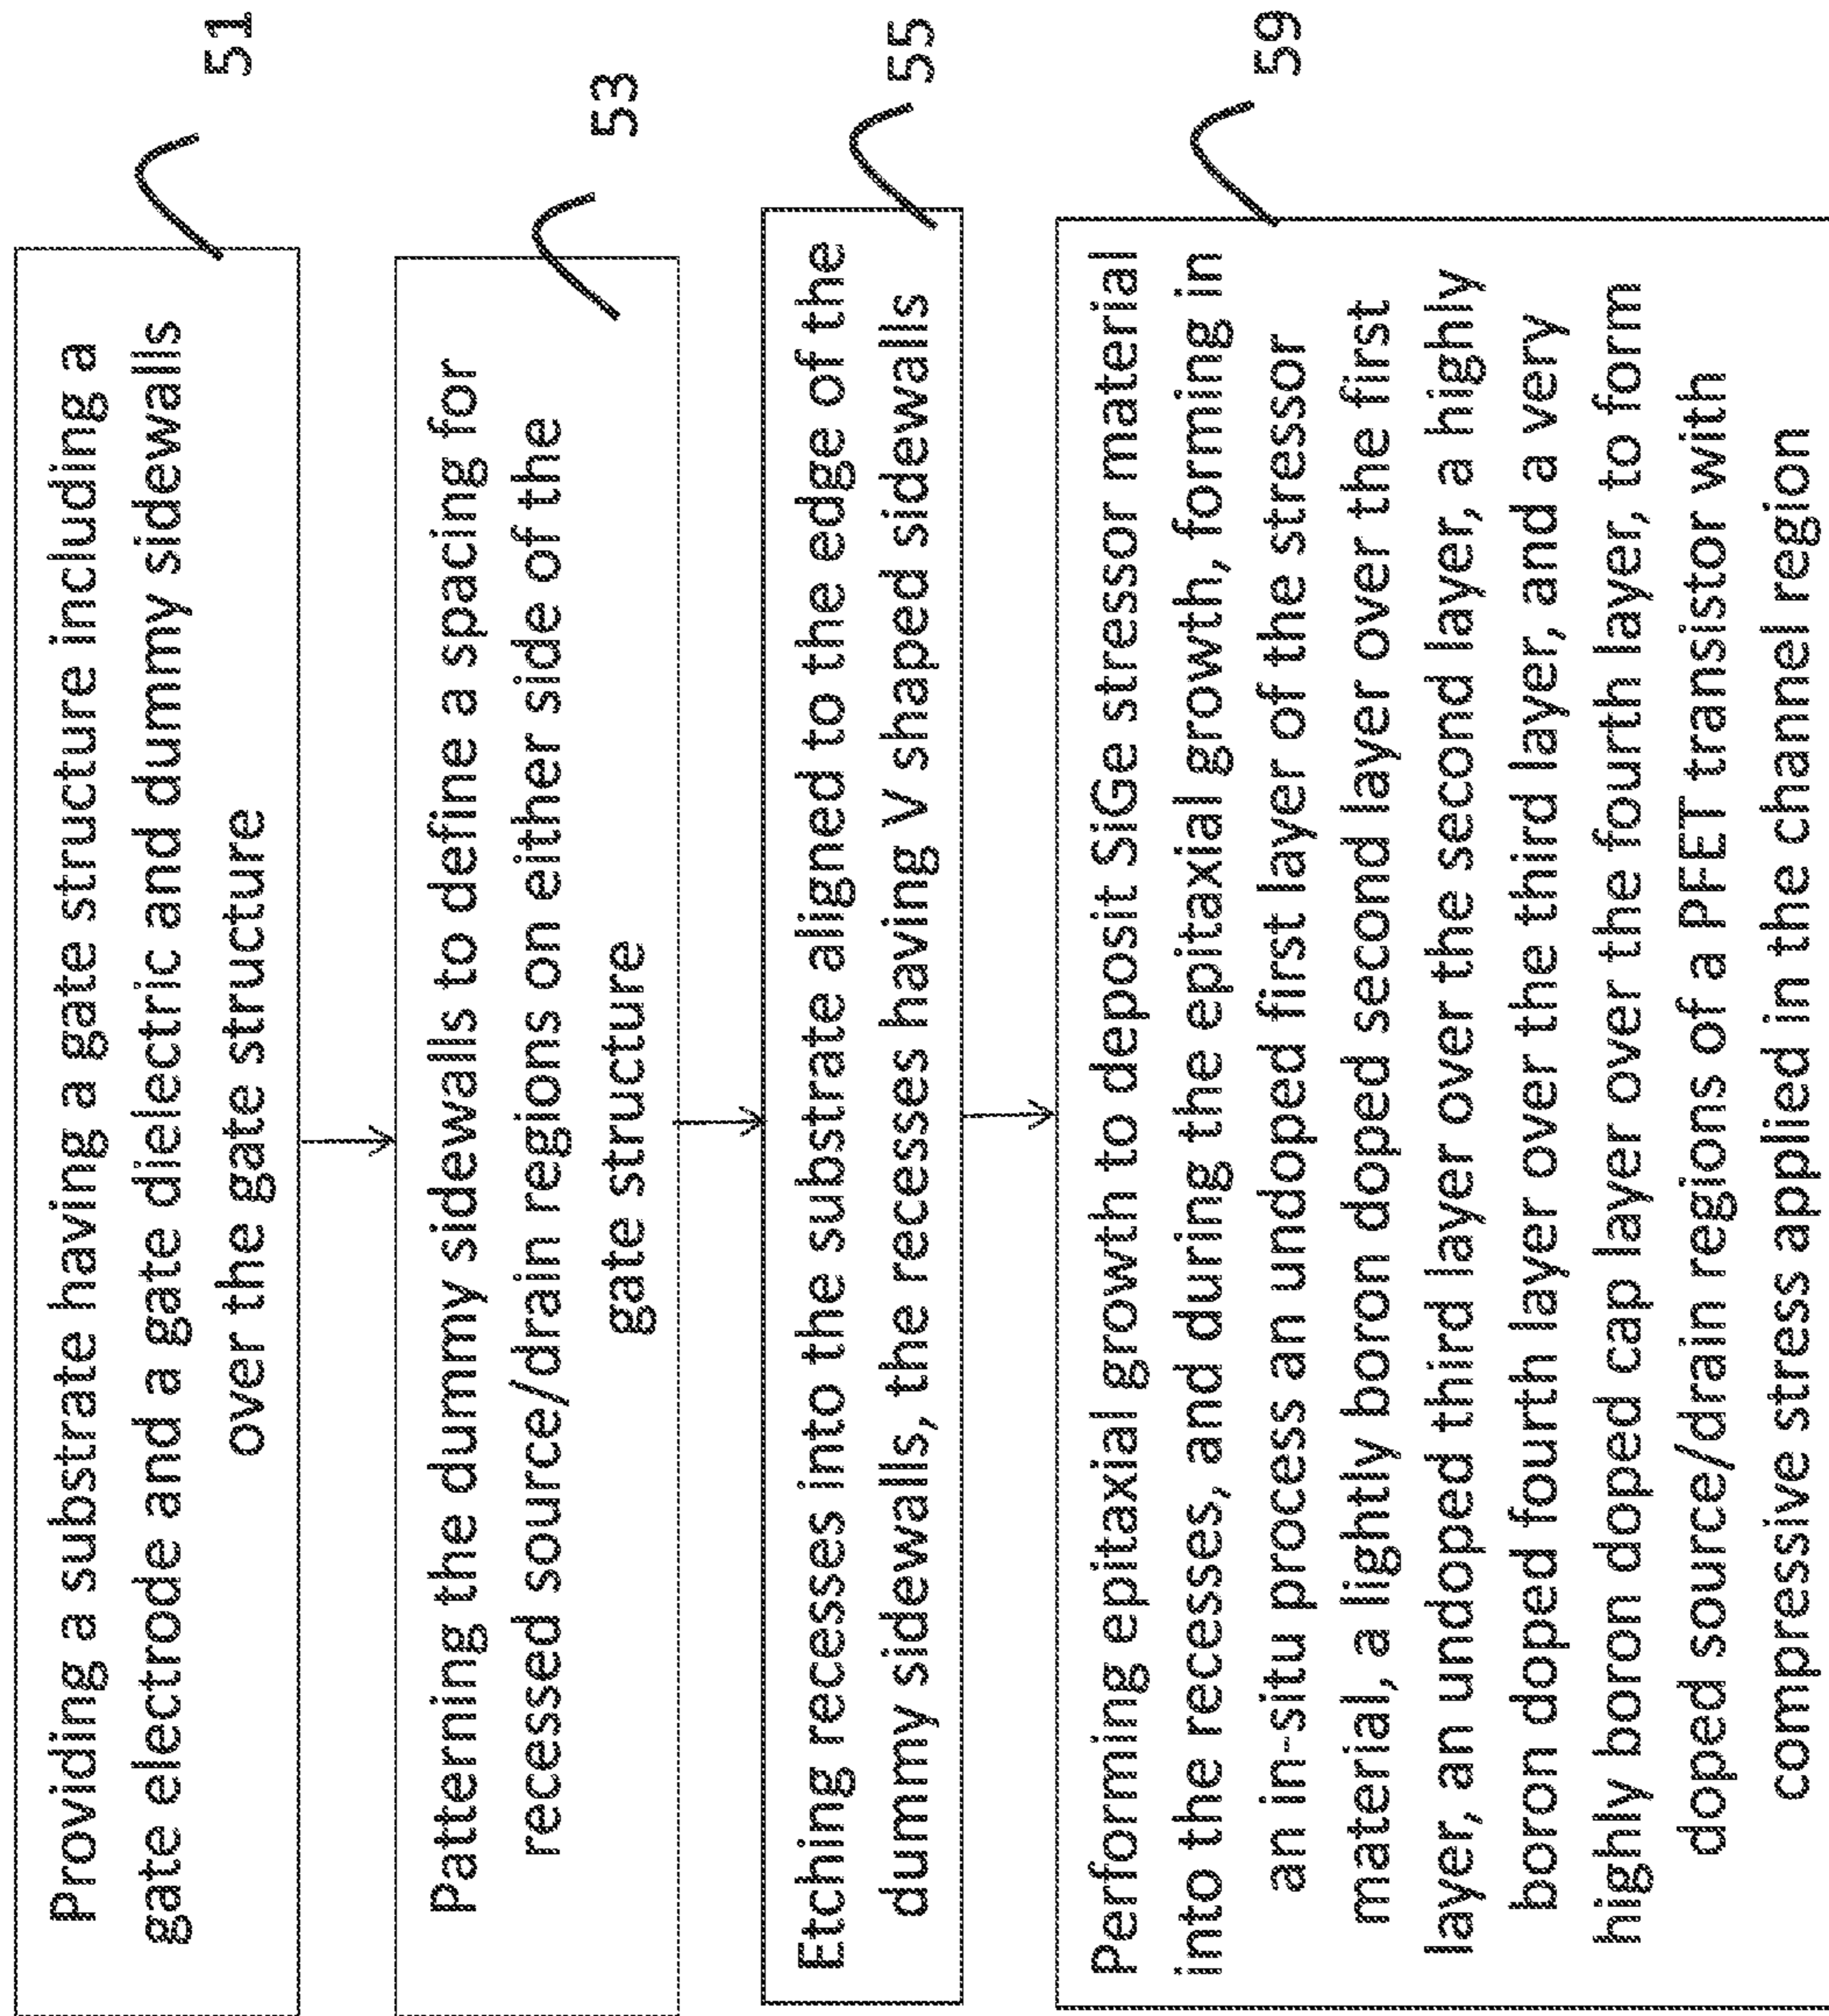 Providing a substrate having a gate structure including a
gate electrode and a gate dielectric and dummy sidewalls
over the gate structure
51
Patterning the dummy sidewalls to define a spacing for
recessed source/drain regions on either side of the
gate structure
53
Etching recesses into the substrate aligned to the edge of the
dummy sidewalls, the recesses having V shaped sidewalls
55
Performing epitaxial growth to deposit SiGe stressor material
into the recesses, and during the epitaxial growth, forming in
an in-situ process an undoped first layer of the stressor
material, a lightly boron doped second layer over the first
layer, an undoped third layer over the second layer, a highly
boron doped fourth layer over the third layer, and a very
highly boron doped cap layer over the fourth layer, to form
doped source/drain regions of a PFET transistor with
compressive stress applied in the channel region
59